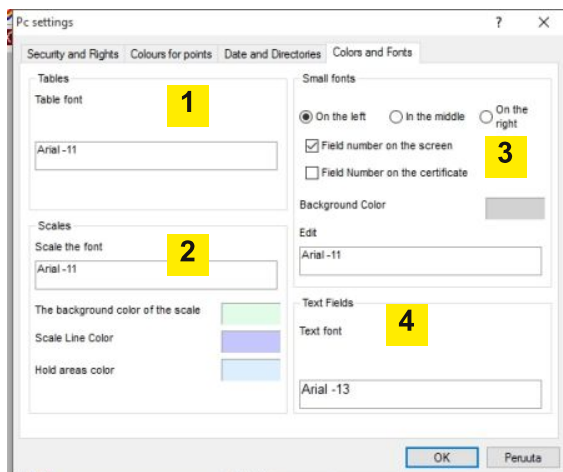 Pc settings ? ×
Security and Rights Colours for points Date and Directories Colors and Fonts
Tables
Table font
1
Arial -11
Scales
Scale the font
2
Arial -11
The background color of the scale
Scale Line Color
Hold areas color
Small fonts
On the left In the middle On the right
Field number on the screen
3
Field Number on the certificate
Background Color
Edit
Arial -11
Text Fields
Text font
4
Arial -13
OK Peruuta